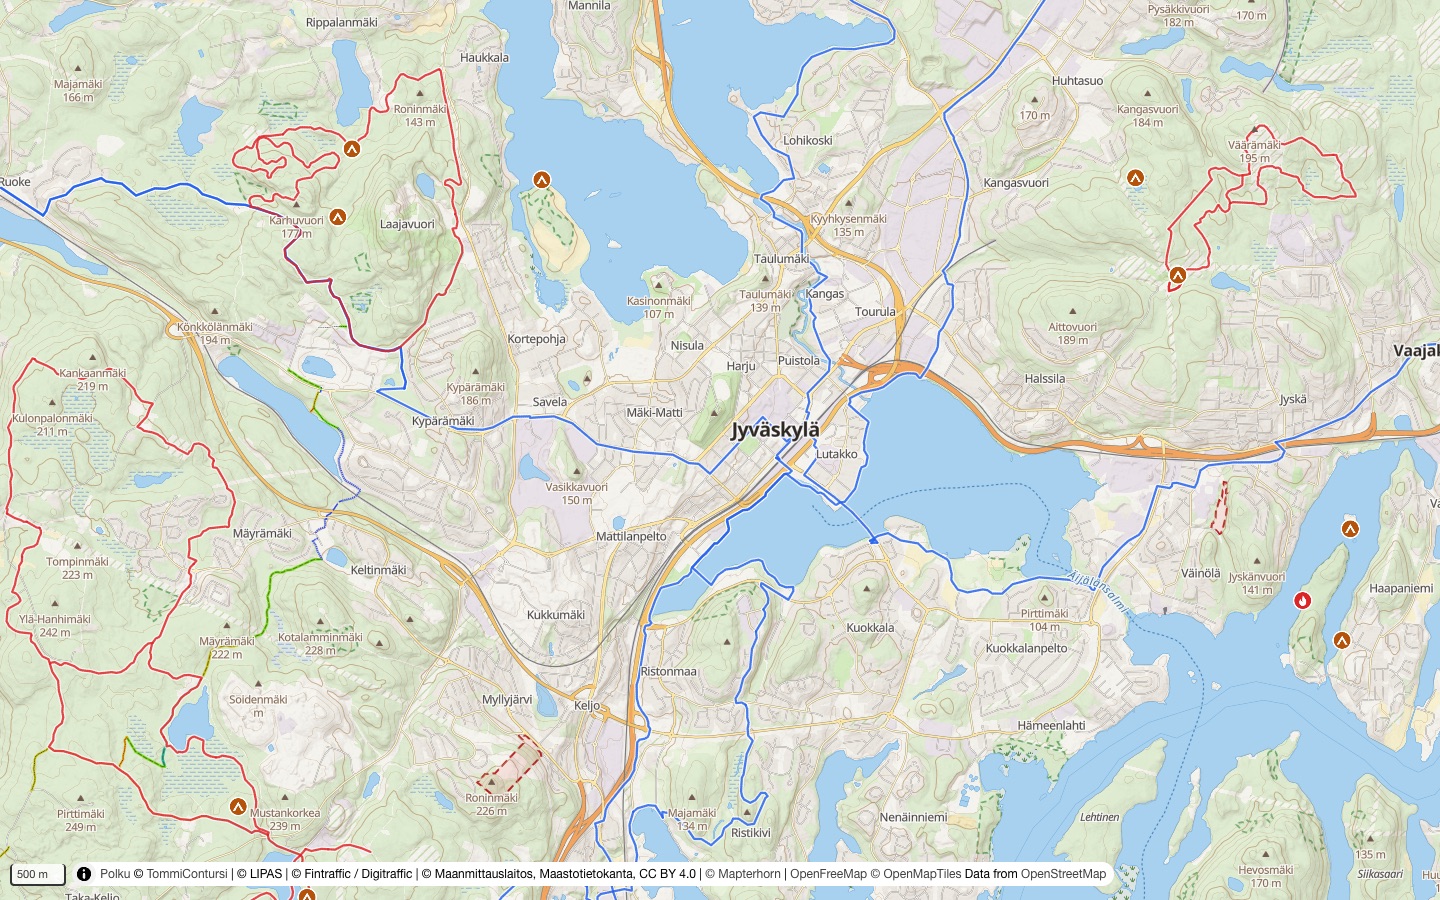 Mannila
Rippalanmäki
Pysäkkivuori
182 m
170 m
Haukkala
Huhtasuo
Majamäki
166 m
Roninmäki
143 m
170 m
Kangasvuori
184 m
Lohikoski
Väärämäki
195 m
Ruoke
Kangasvuori
Karhuvuori
177 m
Laajavuori
Kyyhkysenmäki
135 m
Taulumäki
Kasinonmäki
107 m
Taulumäki
139 m
Kangas
Tourula
Könkkölänmäki
194 m
Aittovuori
189 m
Kortepohja
Nisula
Harju
Puistola
Vaajak
Kankaanmäki
219 m
Kypärämäki
186 m
Halssila
Savela
Jyskä
Kulonpalonmäki
211 m
Kypärämäki
Mäki-Matti
Jyväskylä
Lutakko
Vasikkavuori
150 m
Mäyrämäki
Mattilanpelto
Keltinmäki
Tompinmäki
223 m
Väinölä
Jyskänvuori
141 m
Äijälänsalmi
Haapaniemi
Ylä-Hanhimäki
242 m
Kukkumäki
Pirttimäki
104 m
Kuokkala
Mäyrämäki
222 m
Kotalamminmäki
228 m
Kuokkalanpelto
Ristonmaa
Söidenmäki
m
Myllyjärvi
Keljo
Hämeenlahti
Roninmäki
226 m
Pirttimäki
249 m
Mustankorkea
239 m
Majamäki
134 m
Ristikivi
Nenäinniemi
Lehtinen
135 m
Hevosmäki
170 m
Siikasaari
500 m
Polku © TommiContursi | © LIPAS | © Fintraffic / Digitraffic | © Maanmittauslaitos, Maastotietokanta, CC BY 4.0 | © Mapterhorn | OpenFreeMap © OpenMapTiles Data from OpenStreetMap
Taka-Keljo